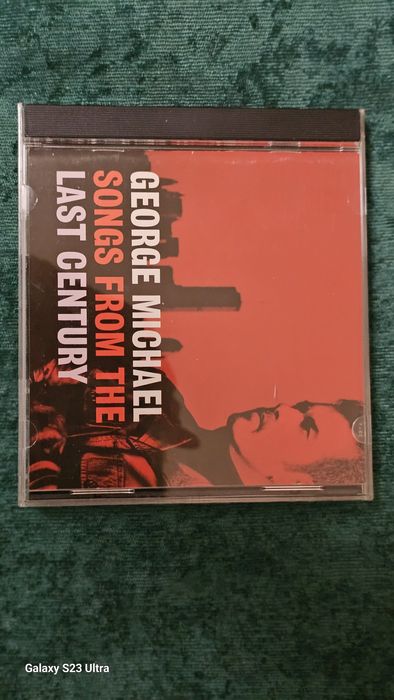 GEORGE MICHAEL
SONGS FROM THE
LAST CENTURY
Galaxy S23 Ultra